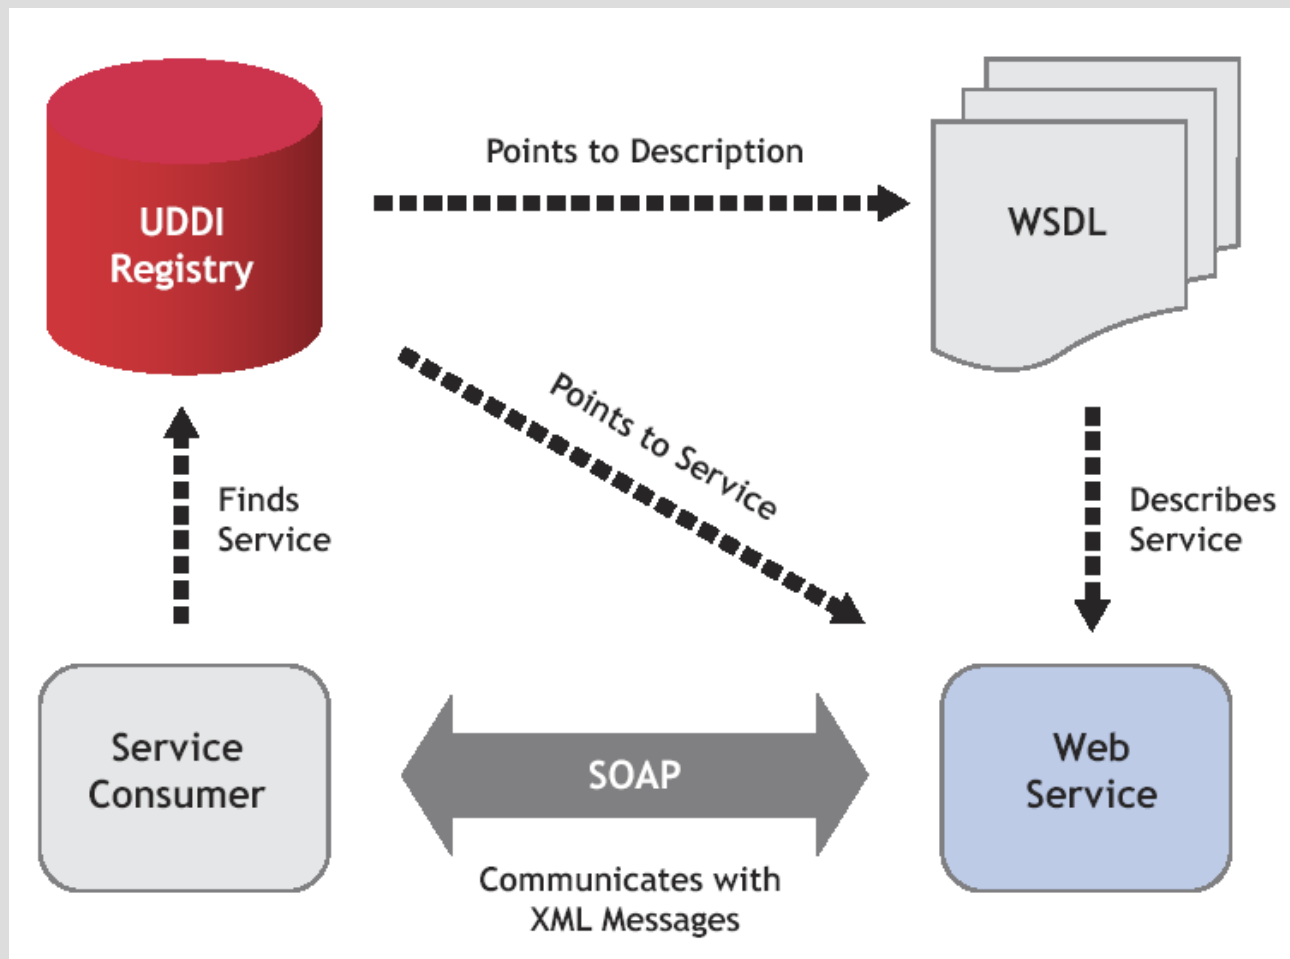 Points to Description
UDDI
Registry
WSDL
Points to Service
Finds
Service
Describes
Service
Service
Consumer
SOAP
Web
Service
Communicates with
XML Messages